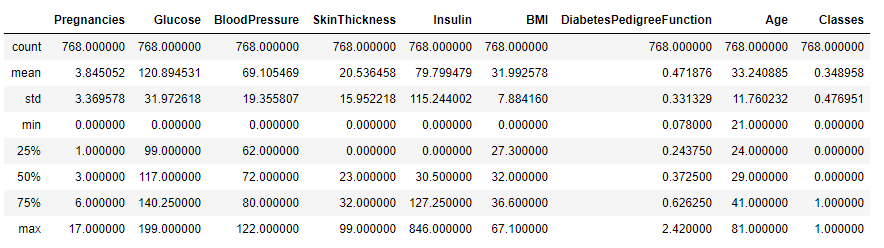 Pregnancies Glucose BloodPressure SkinThickness Insulin BMI DiabetesPedigreeFunction Age Classes
count 768.000000 768.000000 768.000000 768.000000 768.000000 768.000000 768.000000 768.000000 768.000000
mean 3.845052 120.894531 69.105469 20.536458 79.799479 31.992578 0.471876 33.240885 0.348958
std 3.369578 31.972618 19.355807 15.952218 115.244002 7.884160 0.331329 11.760232 0.476951
min 0.000000 0.000000 0.000000 0.000000 0.000000 0.000000 0.078000 21.000000 0.000000
25% 1.000000 99.000000 62.000000 0.000000 0.000000 27.300000 0.243750 24.000000 0.000000
50% 3.000000 117.000000 72.000000 23.000000 30.500000 32.000000 0.372500 29.000000 0.000000
75% 6.000000 140.250000 80.000000 32.000000 127.250000 36.600000 0.626250 41.000000 1.000000
max 17.000000 199.000000 122.000000 99.000000 846.000000 67.100000 2.420000 81.000000 1.000000